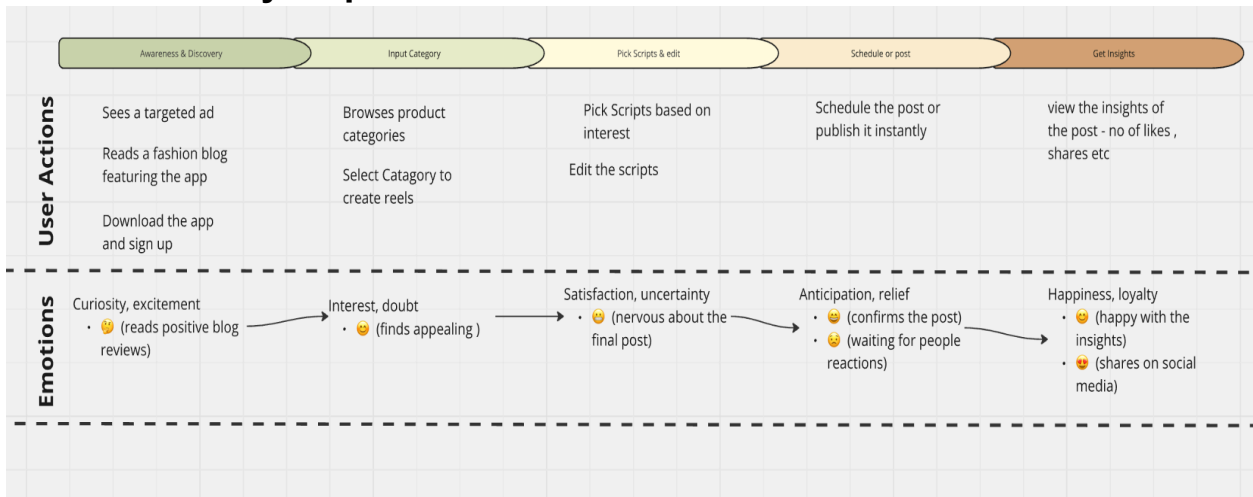 Awareness & Discovery
Input Category
Pick Scripts & edit
Schedule or post
Get Insights
User Actions
Sees a targeted ad
Reads a fashion blog
featuring the app
Download the app
and sign up
Browses product
categories
Select Catagory to
create reels
Pick Scripts based on
interest
Edit the scripts
Schedule the post or
publish it instantly
view the insights of
the post - no of likes ,
shares etc
Emotions
Curiosity, excitement
• 🤔 (reads positive blog
reviews)
Interest, doubt
• 😊 (finds appealing )
Satisfaction, uncertainty
• 😬 (nervous about the
final post)
Anticipation, relief
• 😄 (confirms the post)
• 😟 (waiting for people
reactions)
Happiness, loyalty
• 😊 (happy with the
insights)
• 😍 (shares on social
media)